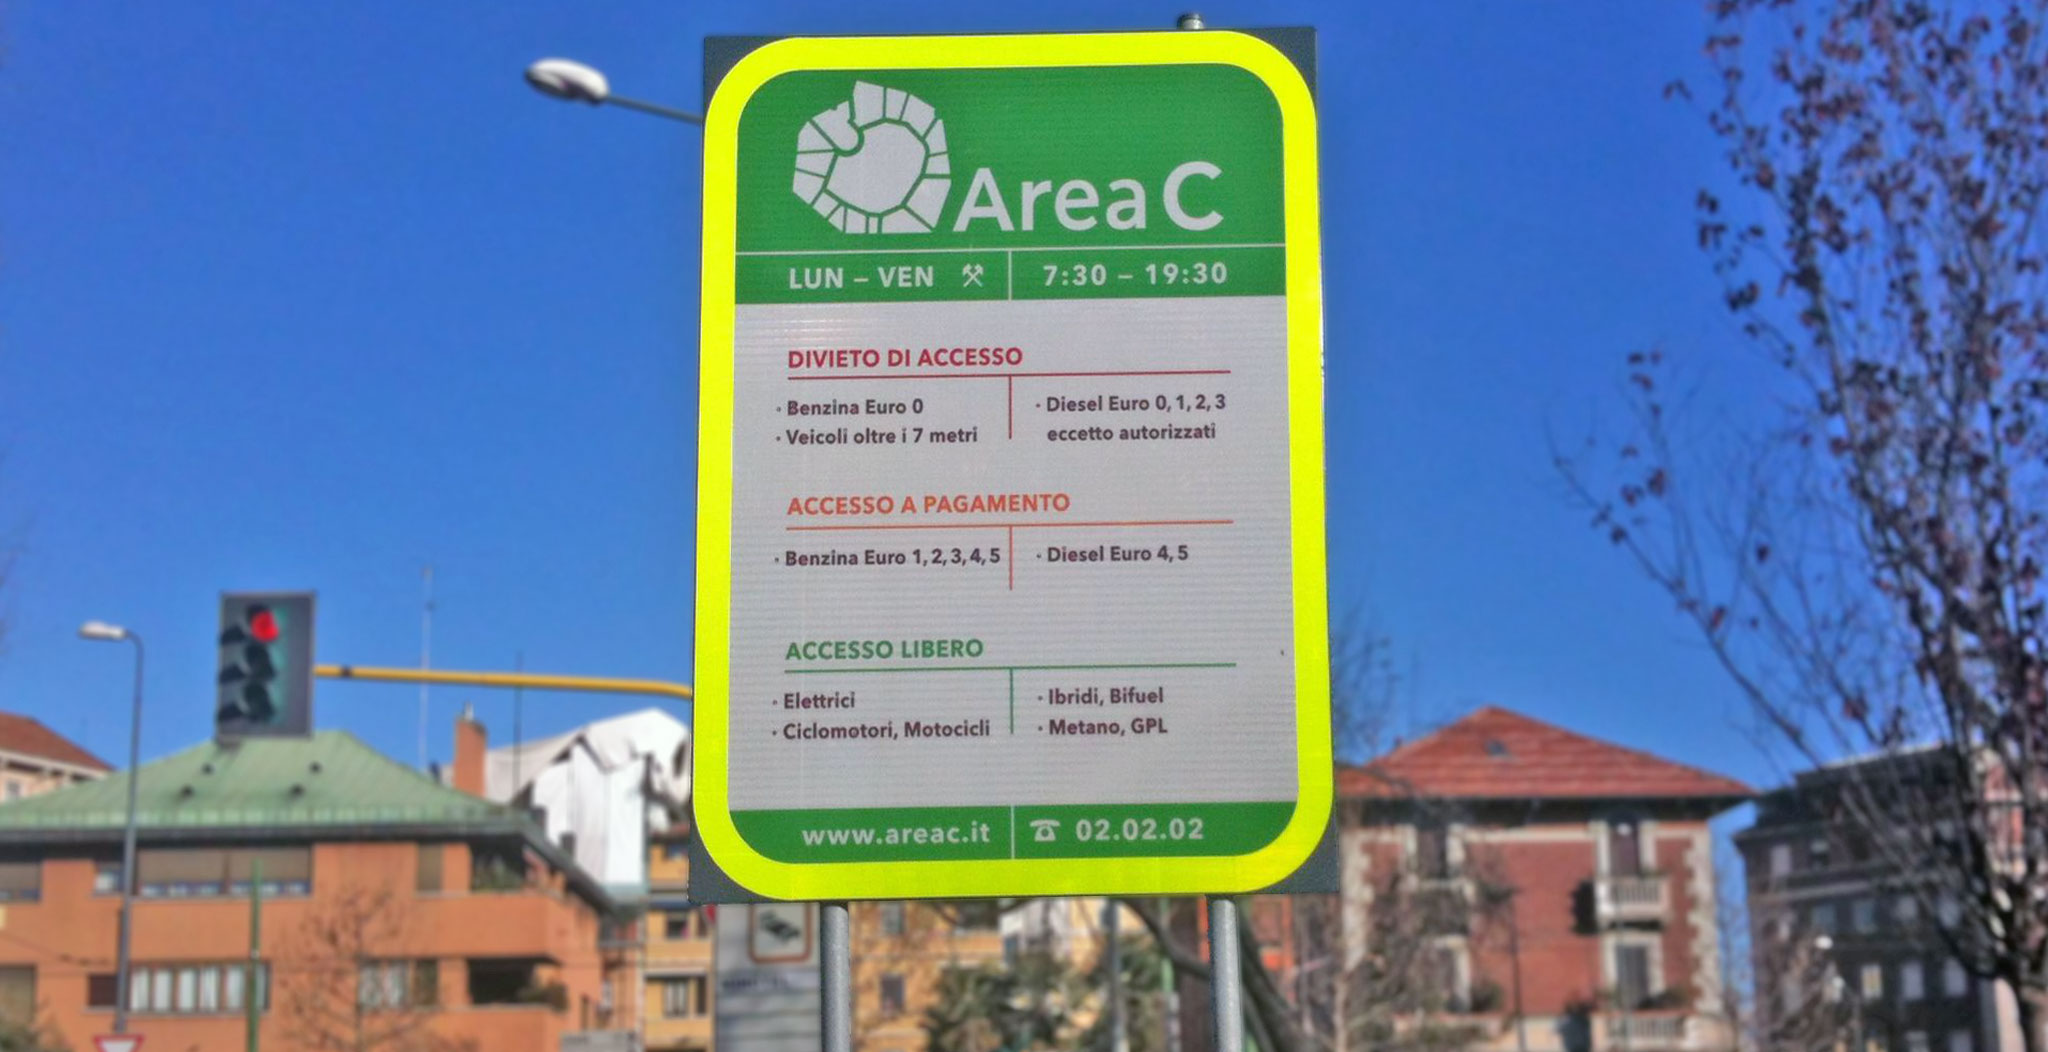 Area C
LUN – VEN ⚒ 7:30 – 19:30
DIVIETO DI ACCESSO
· Benzina Euro 0
· Veicoli oltre i 7 metri
· Diesel Euro 0, 1, 2, 3
eccetto autorizzati
ACCESSO A PAGAMENTO
· Benzina Euro 1, 2, 3, 4, 5
· Diesel Euro 4, 5
ACCESSO LIBERO
· Elettrici
· Ciclomotori, Motocicli
· Ibridi, Bifuel
· Metano, GPL
www.areac.it ☎ 02.02.02